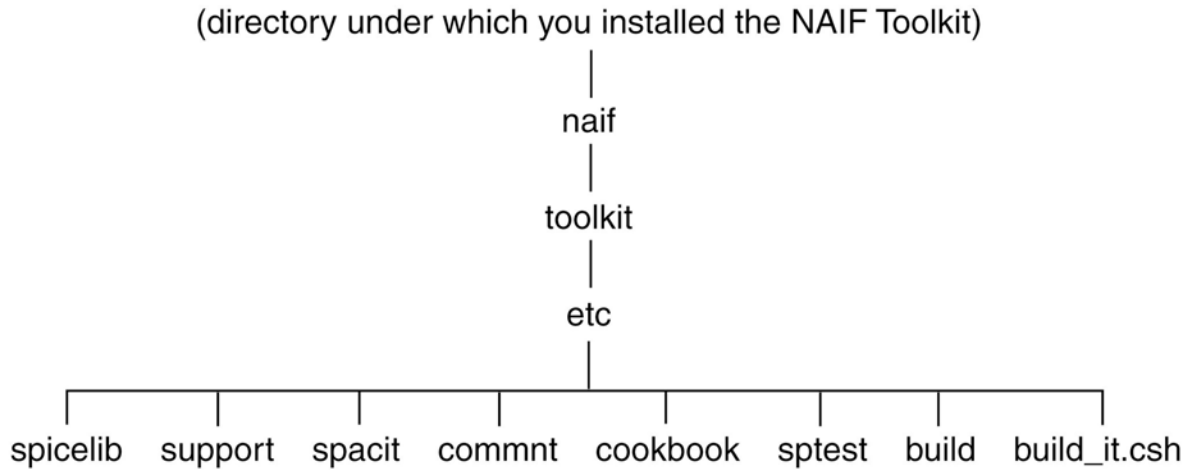 (directory under which you installed the NAIF Toolkit)
naif
toolkit
etc
spicelib support spacit commnt cookbook sptest build build_it.csh